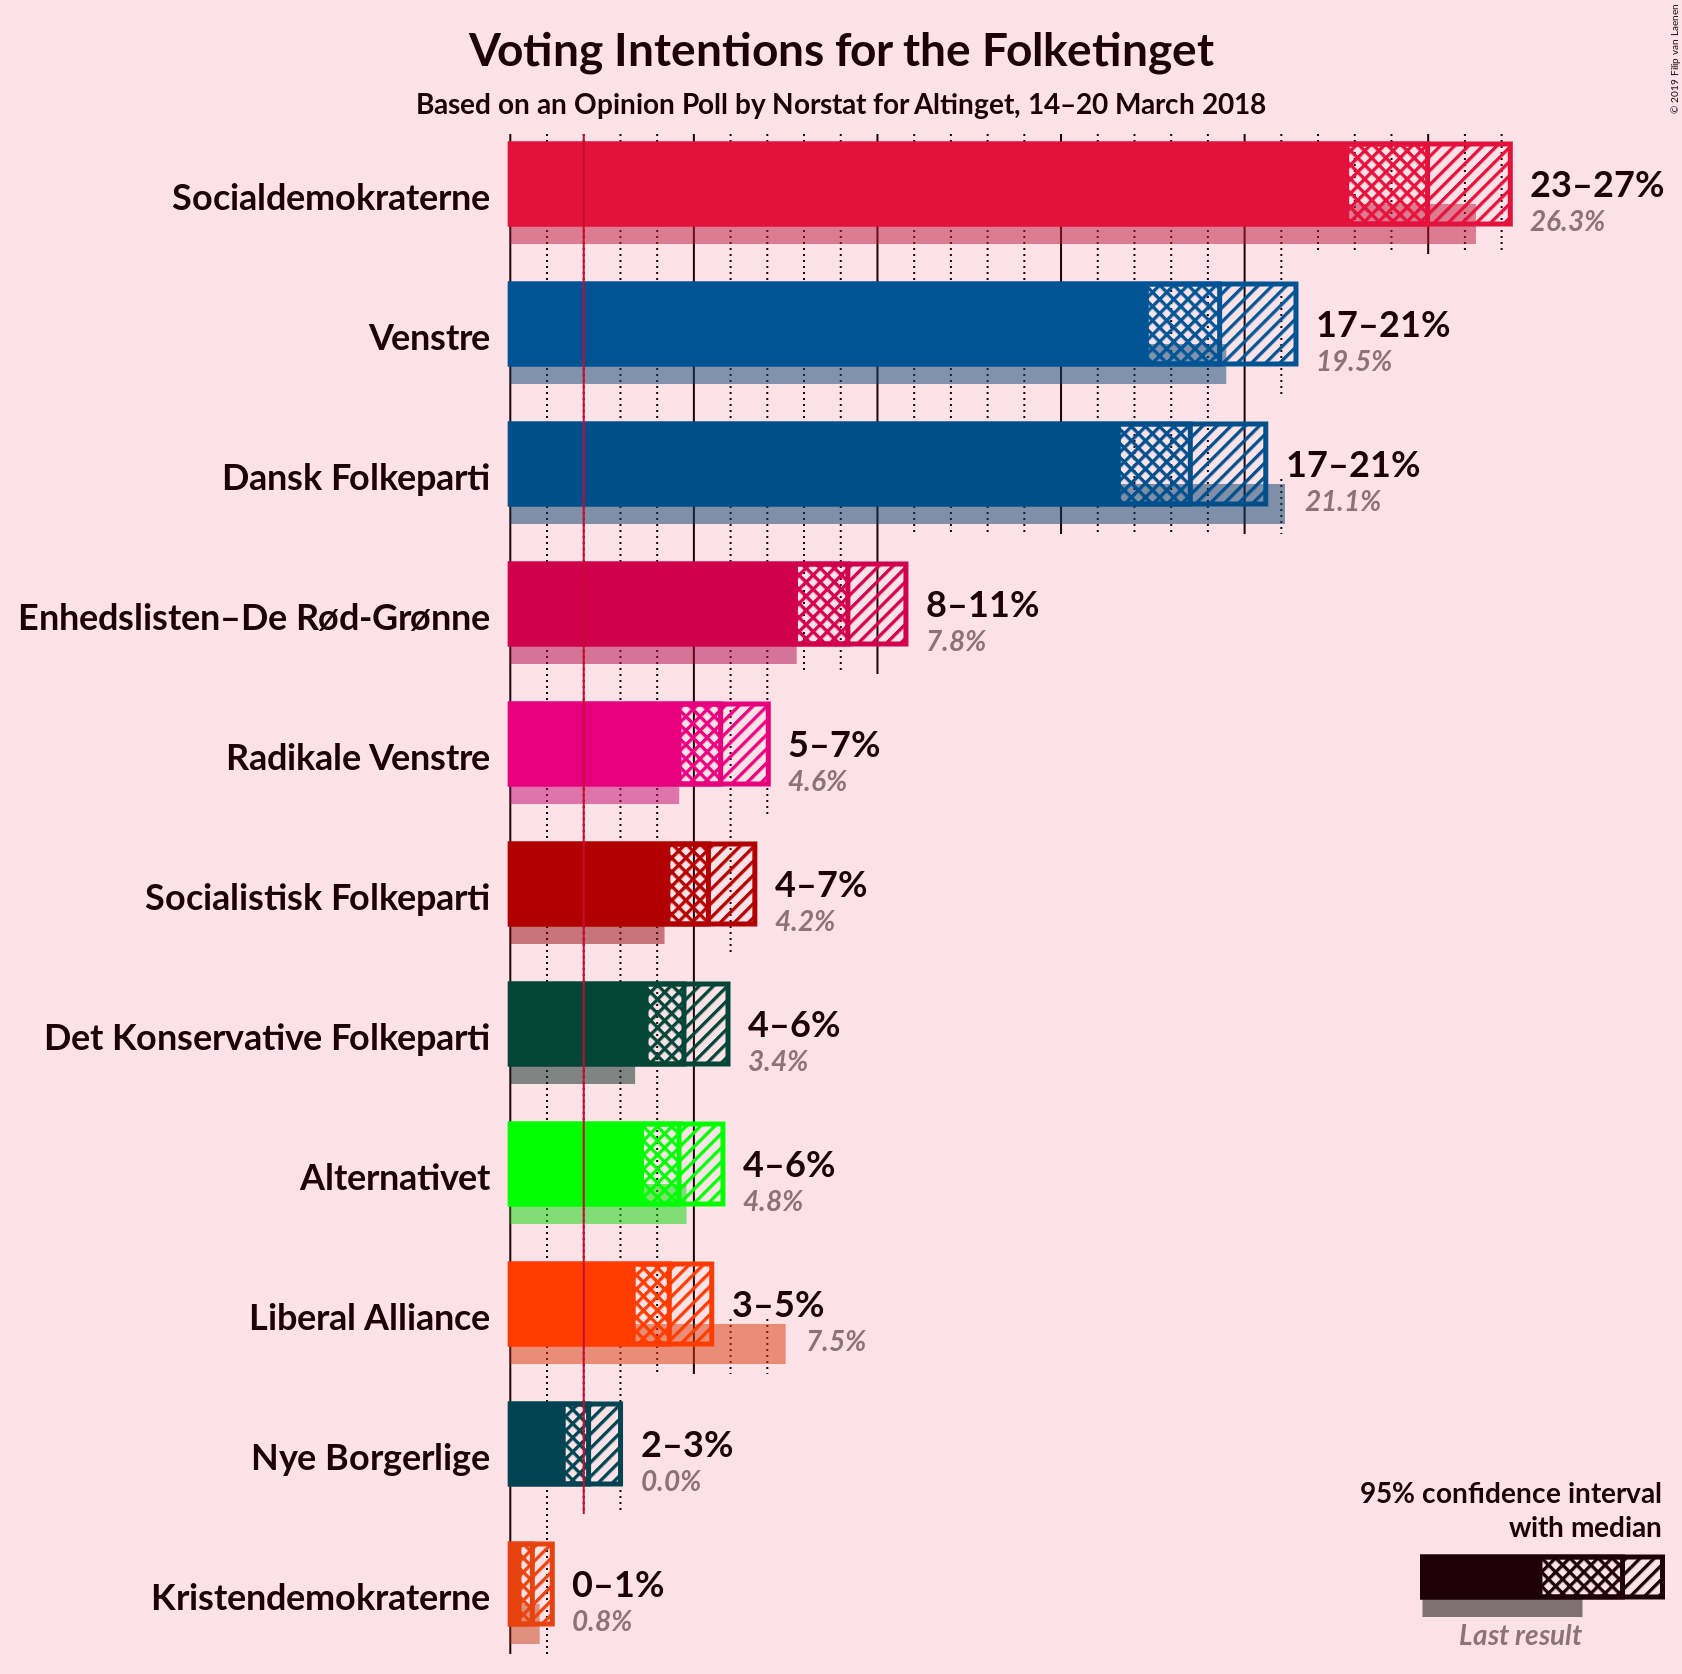 Voting Intentions for the Folketinget
Based on an Opinion Poll by Norstat for Altinget, 14–20 March 2018
© 2019 Filip van Laenen
Socialdemokraterne
23–27%
26.3%
Venstre
17–21%
19.5%
Dansk Folkeparti
17–21%
21.1%
Enhedslisten–De Rød-Grønne
8–11%
7.8%
Radikale Venstre
5–7%
4.6%
Socialistisk Folkeparti
4–7%
4.2%
Det Konservative Folkeparti
4–6%
3.4%
Alternativet
4–6%
4.8%
Liberal Alliance
3–5%
7.5%
Nye Borgerlige
2–3%
0.0%
Kristendemokraterne
0–1%
0.8%
95% confidence interval
with median
Last result